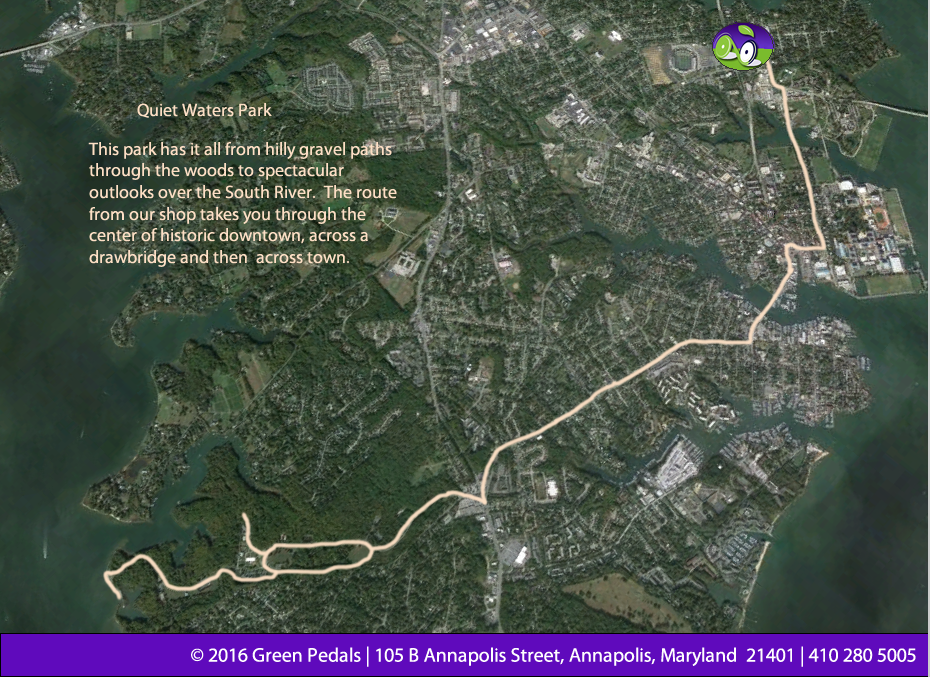 Quiet Waters Park
This park has it all from hilly gravel paths
through the woods to spectacular
outlooks over the South River.  The route
from our shop takes you through the
center of historic downtown, across a
drawbridge and then  across town.
© 2016 Green Pedals | 105 B Annapolis Street, Annapolis, Maryland  21401 | 410 280 5005